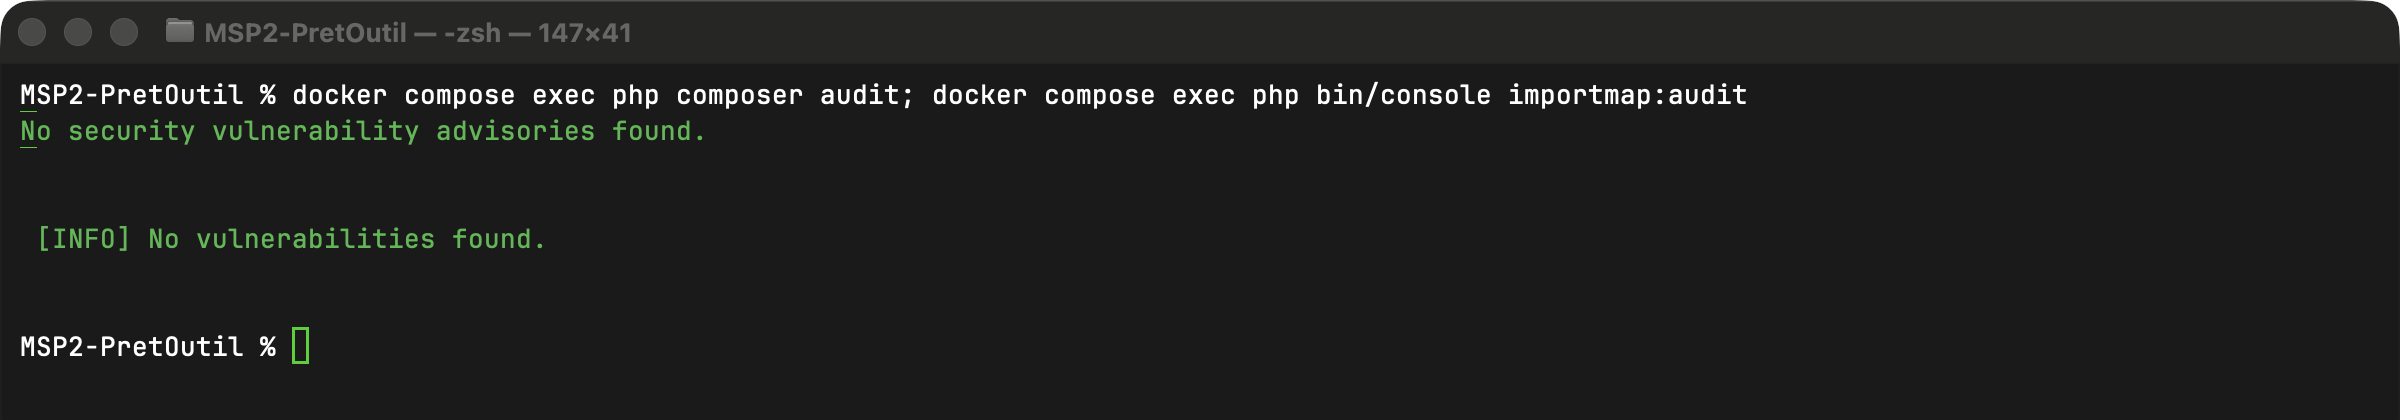 MSP2-PretOutil — -zsh — 147×41
MSP2-PretOutil % docker compose exec php composer audit; docker compose exec php bin/console importmap:audit
No security vulnerability advisories found.
[INFO] No vulnerabilities found.
MSP2-PretOutil %